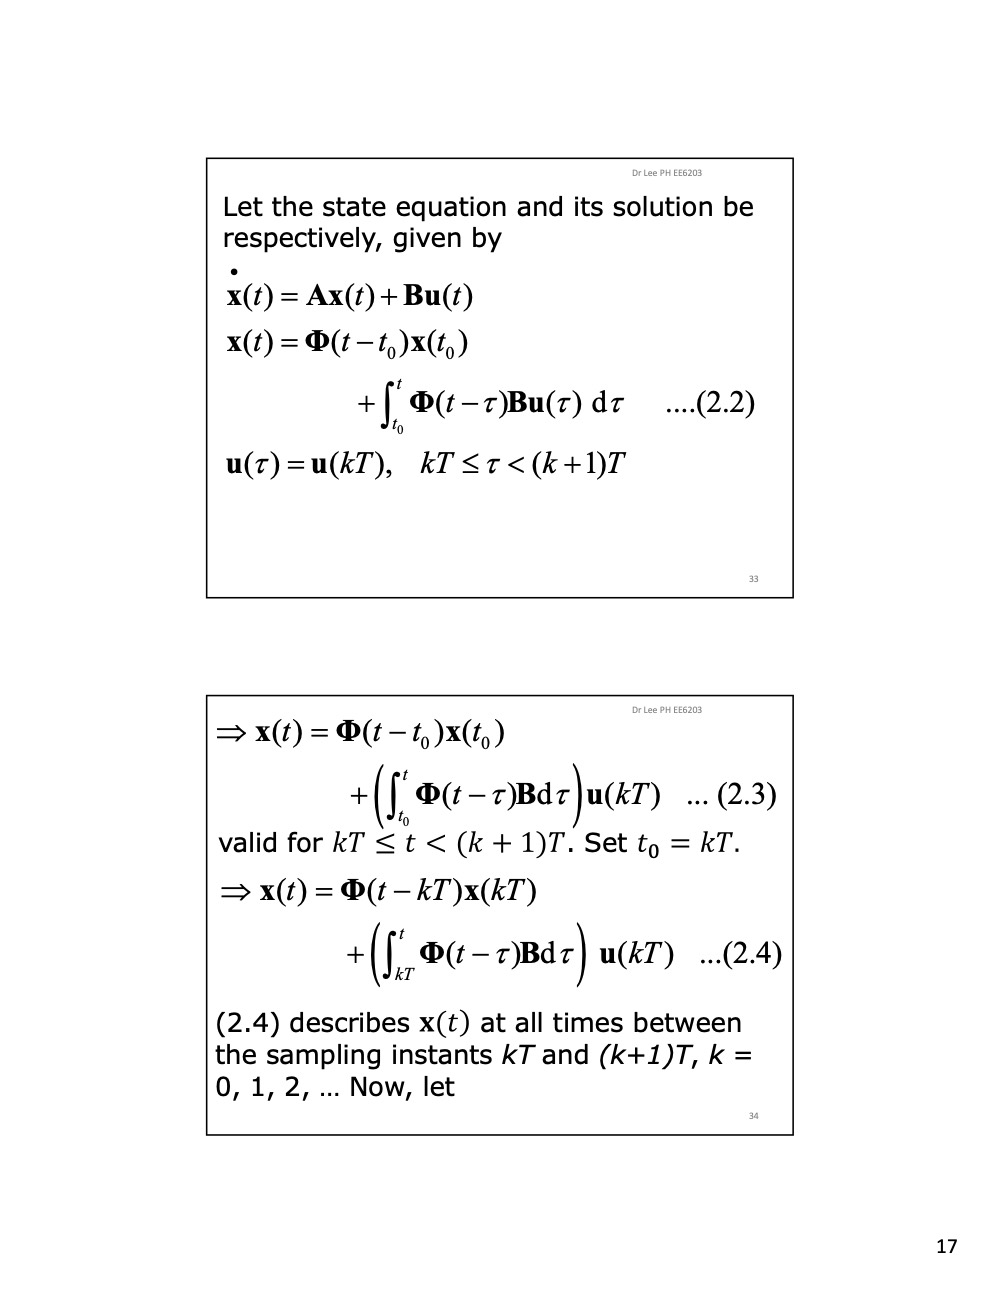 Dr Lee PH EE6203
Let the state equation and its solution be
respectively, given by
ẋ(t) = Ax(t) + Bu(t)
x(t) = Φ(t − t₀)x(t₀)
+ ∫_{t₀}^{t} Φ(t − τ)Bu(τ) dτ ....(2.2)
u(τ) = u(kT), kT ≤ τ < (k + 1)T
33
Dr Lee PH EE6203
⇒ x(t) = Φ(t − t₀)x(t₀)
+ (∫_{t₀}^{t} Φ(t − τ)Bdτ) u(kT) ... (2.3)
valid for kT ≤ t < (k + 1)T. Set t₀ = kT.
⇒ x(t) = Φ(t − kT)x(kT)
+ (∫_{kT}^{t} Φ(t − τ)Bdτ) u(kT) ...(2.4)
(2.4) describes x(t) at all times between
the sampling instants kT and (k+1)T, k =
0, 1, 2, … Now, let
34
17